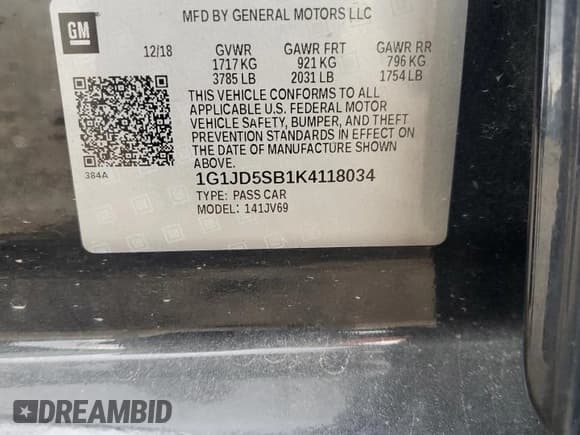 MFD BY GENERAL MOTORS LLC
GM
12/18 GVWR GAWR FRT GAWR RR
1717 KG 921 KG 796 KG
3785 LB 2031 LB 1754 LB
THIS VEHICLE CONFORMS TO ALL
APPLICABLE U.S. FEDERAL MOTOR
VEHICLE SAFETY, BUMPER, AND THEFT
PREVENTION STANDARDS IN EFFECT ON
THE DATE OF MANUFACTURE SHOWN
ABOVE.
384A
1G1JD5SB1K4118034
TYPE: PASS CAR
MODEL: 141JV69
DREAMBID